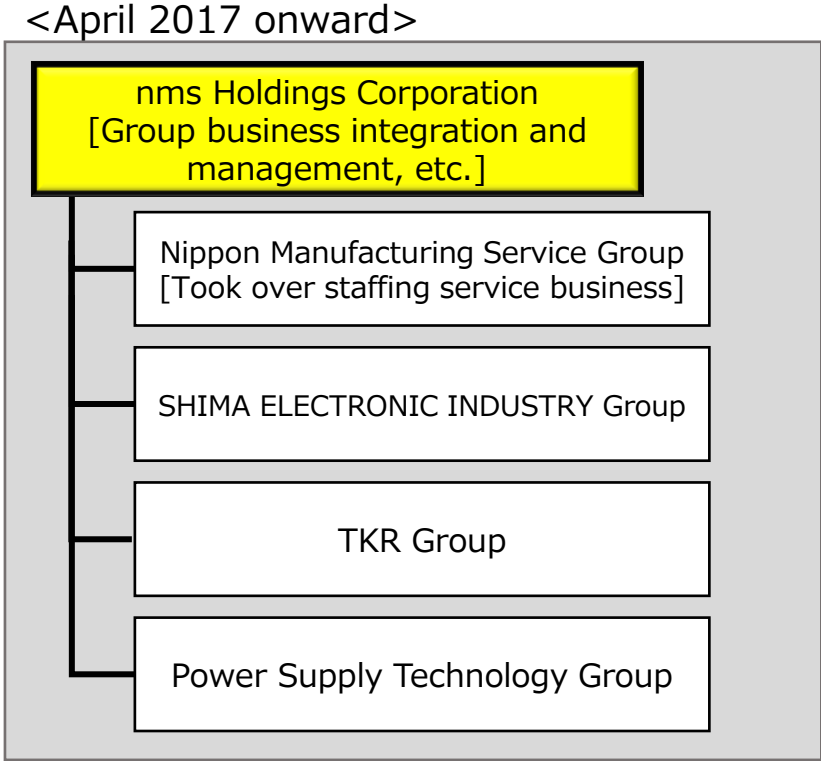 <April 2017 onward>
nms Holdings Corporation
[Group business integration and
management, etc.]
Nippon Manufacturing Service Group
[Took over staffing service business]
SHIMA ELECTRONIC INDUSTRY Group
TKR Group
Power Supply Technology Group